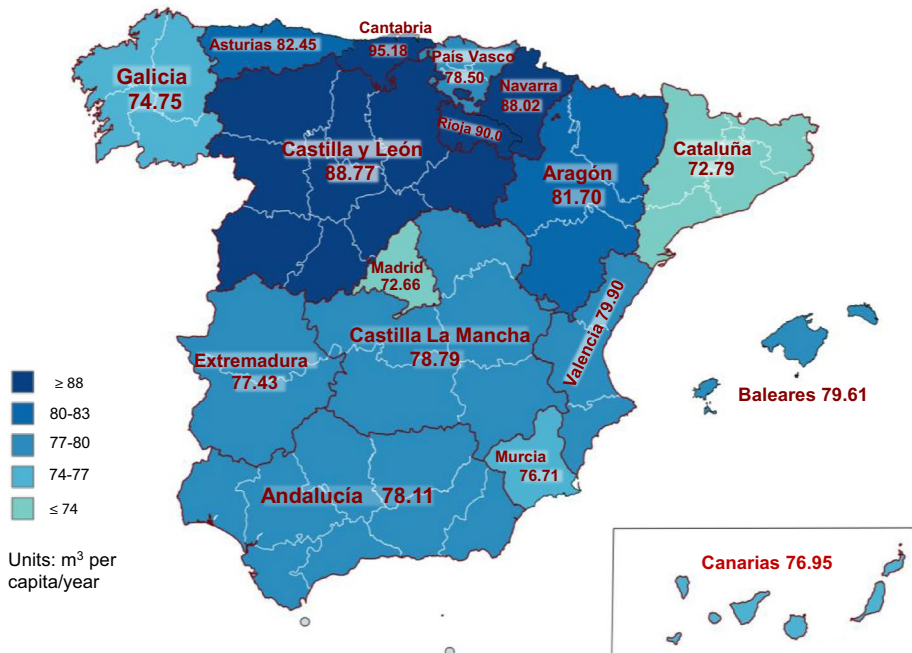 Cantabria
95.18
Asturias 82.45
País Vasco
78.50
Galicia
74.75
Navarra
88.02
Rioja 90.0
Castilla y León
88.77
Aragón
81.70
Cataluña
72.79
Madrid
72.66
Valencia 79.90
Castilla La Mancha
78.79
Extremadura
77.43
Baleares 79.61
Murcia
76.71
Andalucía 78.11
≥ 88
80-83
77-80
74-77
≤ 74
Units: m³ per
capita/year
Canarias 76.95